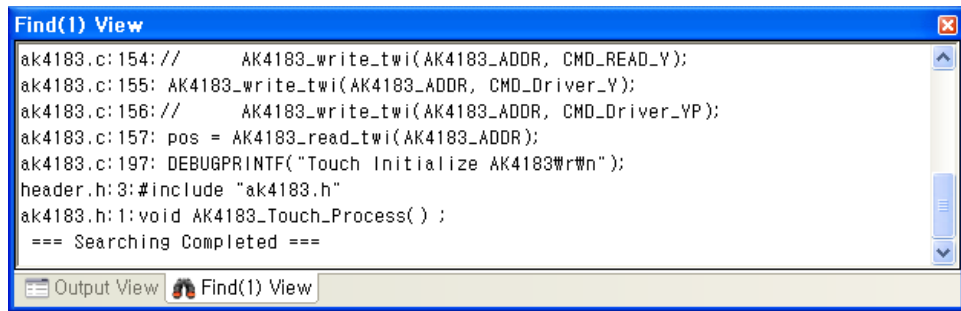 Find(1) View
ak4183.c:154://      AK4183_write_twi(AK4183_ADDR, CMD_READ_Y);
ak4183.c:155: AK4183_write_twi(AK4183_ADDR, CMD_Driver_Y);
ak4183.c:156://      AK4183_write_twi(AK4183_ADDR, CMD_Driver_YP);
ak4183.c:157: pos = AK4183_read_twi(AK4183_ADDR);
ak4183.c:197: DEBUGPRINTF("Touch Initialize AK4183₩r₩n");
header.h:3:#include "ak4183.h"
ak4183.h:1:void AK4183_Touch_Process() ;
 === Searching Completed ===
Output View Find(1) View